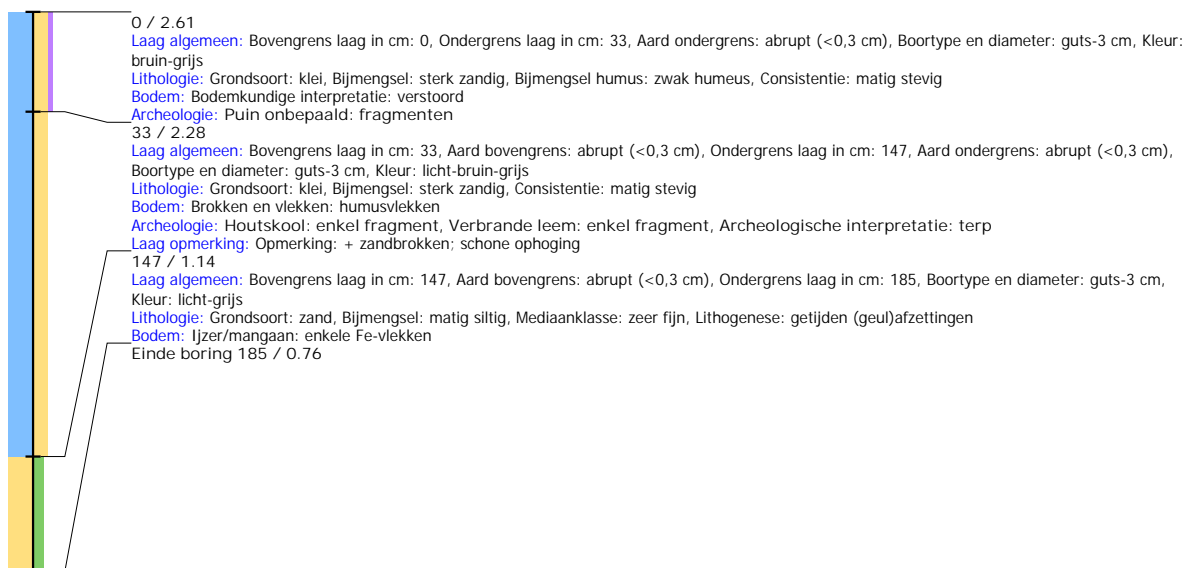 0 / 2.61
Laag algemeen: Bovengrens laag in cm: 0, Ondergrens laag in cm: 33, Aard ondergrens: abrupt (<0,3 cm), Boortype en diameter: guts-3 cm, Kleur:
bruin-grijs
Lithologie: Grondsoort: klei, Bijmengsel: sterk zandig, Bijmengsel humus: zwak humeus, Consistentie: matig stevig
Bodem: Bodemkundige interpretatie: verstoord
Archeologie: Puin onbepaald: fragmenten
33 / 2.28
Laag algemeen: Bovengrens laag in cm: 33, Aard bovengrens: abrupt (<0,3 cm), Ondergrens laag in cm: 147, Aard ondergrens: abrupt (<0,3 cm),
Boortype en diameter: guts-3 cm, Kleur: licht-bruin-grijs
Lithologie: Grondsoort: klei, Bijmengsel: sterk zandig, Consistentie: matig stevig
Bodem: Brokken en vlekken: humusvlekken
Archeologie: Houtskool: enkel fragment, Verbrande leem: enkel fragment, Archeologische interpretatie: terp
Laag opmerking: Opmerking: + zandbrokken; schone ophoging
147 / 1.14
Laag algemeen: Bovengrens laag in cm: 147, Aard bovengrens: abrupt (<0,3 cm), Ondergrens laag in cm: 185, Boortype en diameter: guts-3 cm,
Kleur: licht-grijs
Lithologie: Grondsoort: zand, Bijmengsel: matig siltig, Mediaanklasse: zeer fijn, Lithogenese: getijden (geul)afzettingen
Bodem: Ijzer/mangaan: enkele Fe-vlekken
Einde boring 185 / 0.76